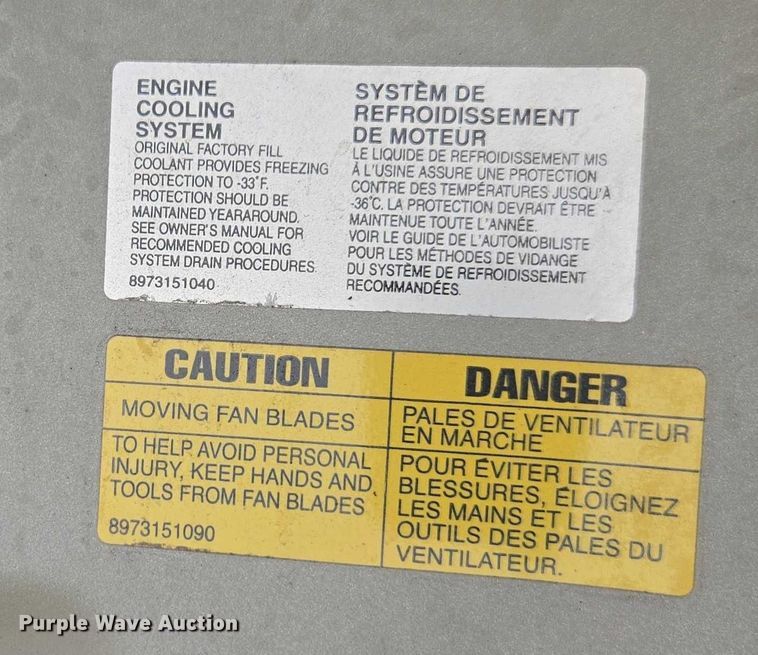 ENGINE
COOLING
SYSTEM
ORIGINAL FACTORY FILL
COOLANT PROVIDES FREEZING
PROTECTION TO -33°F.
PROTECTION SHOULD BE
MAINTAINED YEARAROUND.
SEE OWNER'S MANUAL FOR
RECOMMENDED COOLING
SYSTEM DRAIN PROCEDURES.
8973151040
SYSTÈM DE
REFROIDISSEMENT
DE MOTEUR
LE LIQUIDE DE REFROIDISSEMENT MIS
À L'USINE ASSURE UNE PROTECTION
CONTRE DES TEMPÉRATURES JUSQU'À
-36°C. LA PROTECTION DEVRAIT ÊTRE
MAINTENUE TOUTE L'ANNÉE.
VOIR LE GUIDE DE L'AUTOMOBILISTE
POUR LES MÉTHODES DE VIDANGE
DU SYSTÈME DE REFROIDISSEMENT
RECOMMANDÉES.
CAUTION
MOVING FAN BLADES
TO HELP AVOID PERSONAL
INJURY, KEEP HANDS AND
TOOLS FROM FAN BLADES
8973151090
DANGER
PALES DE VENTILATEUR
EN MARCHE
POUR ÉVITER LES
BLESSURES, ÉLOIGNEZ
LES MAINS ET LES
OUTILS DES PALES DU
VENTILATEUR.
Purple Wave Auction